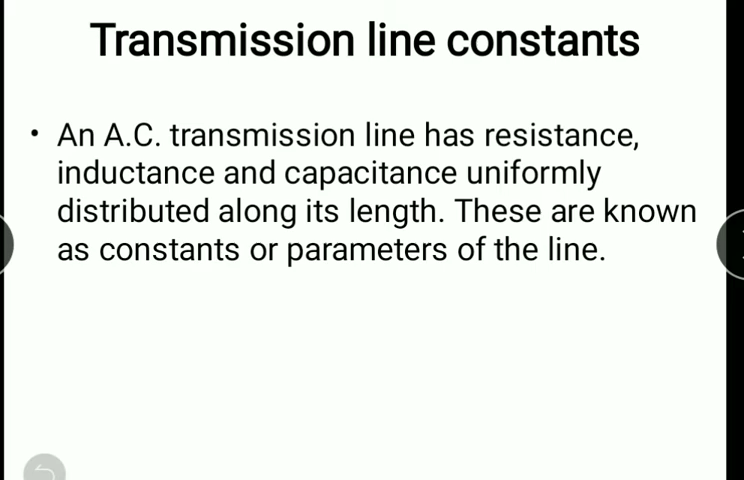 Transmission line constants
• An A.C. transmission line has resistance,
inductance and capacitance uniformly
distributed along its length. These are known
as constants or parameters of the line.